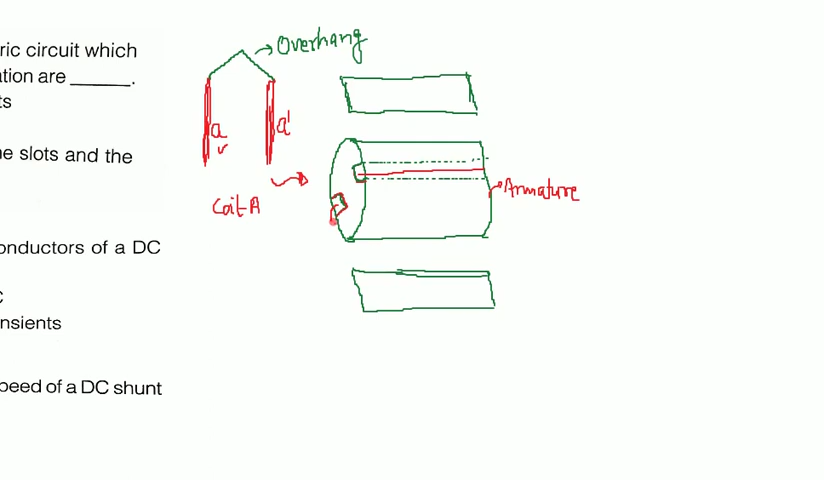 ric circuit which
ation are ______.
ts
e slots and the
onductors of a DC
C
nsients
peed of a DC shunt
Overhang
a
a'
Coil-A
Armature